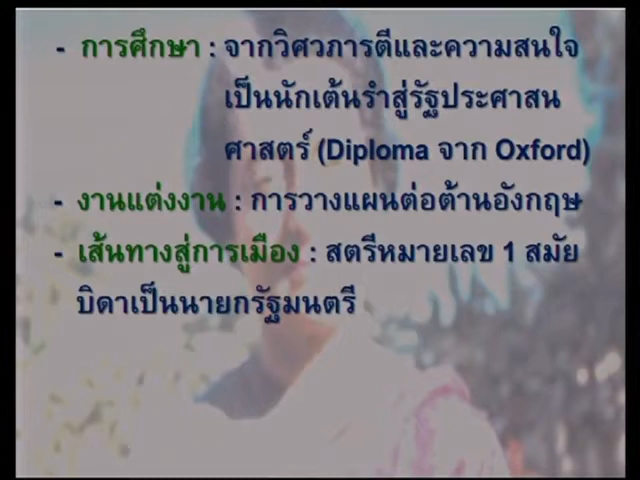 - การศึกษา : จากวิศวภารตีและความสนใจ
เป็นนักเต้นรำสู่รัฐประศาสน
ศาสตร์ (Diploma จาก Oxford)
- งานแต่งงาน : การวางแผนต่อต้านอังกฤษ
- เส้นทางสู่การเมือง : สตรีหมายเลข 1 สมัย
บิดาเป็นนายกรัฐมนตรี